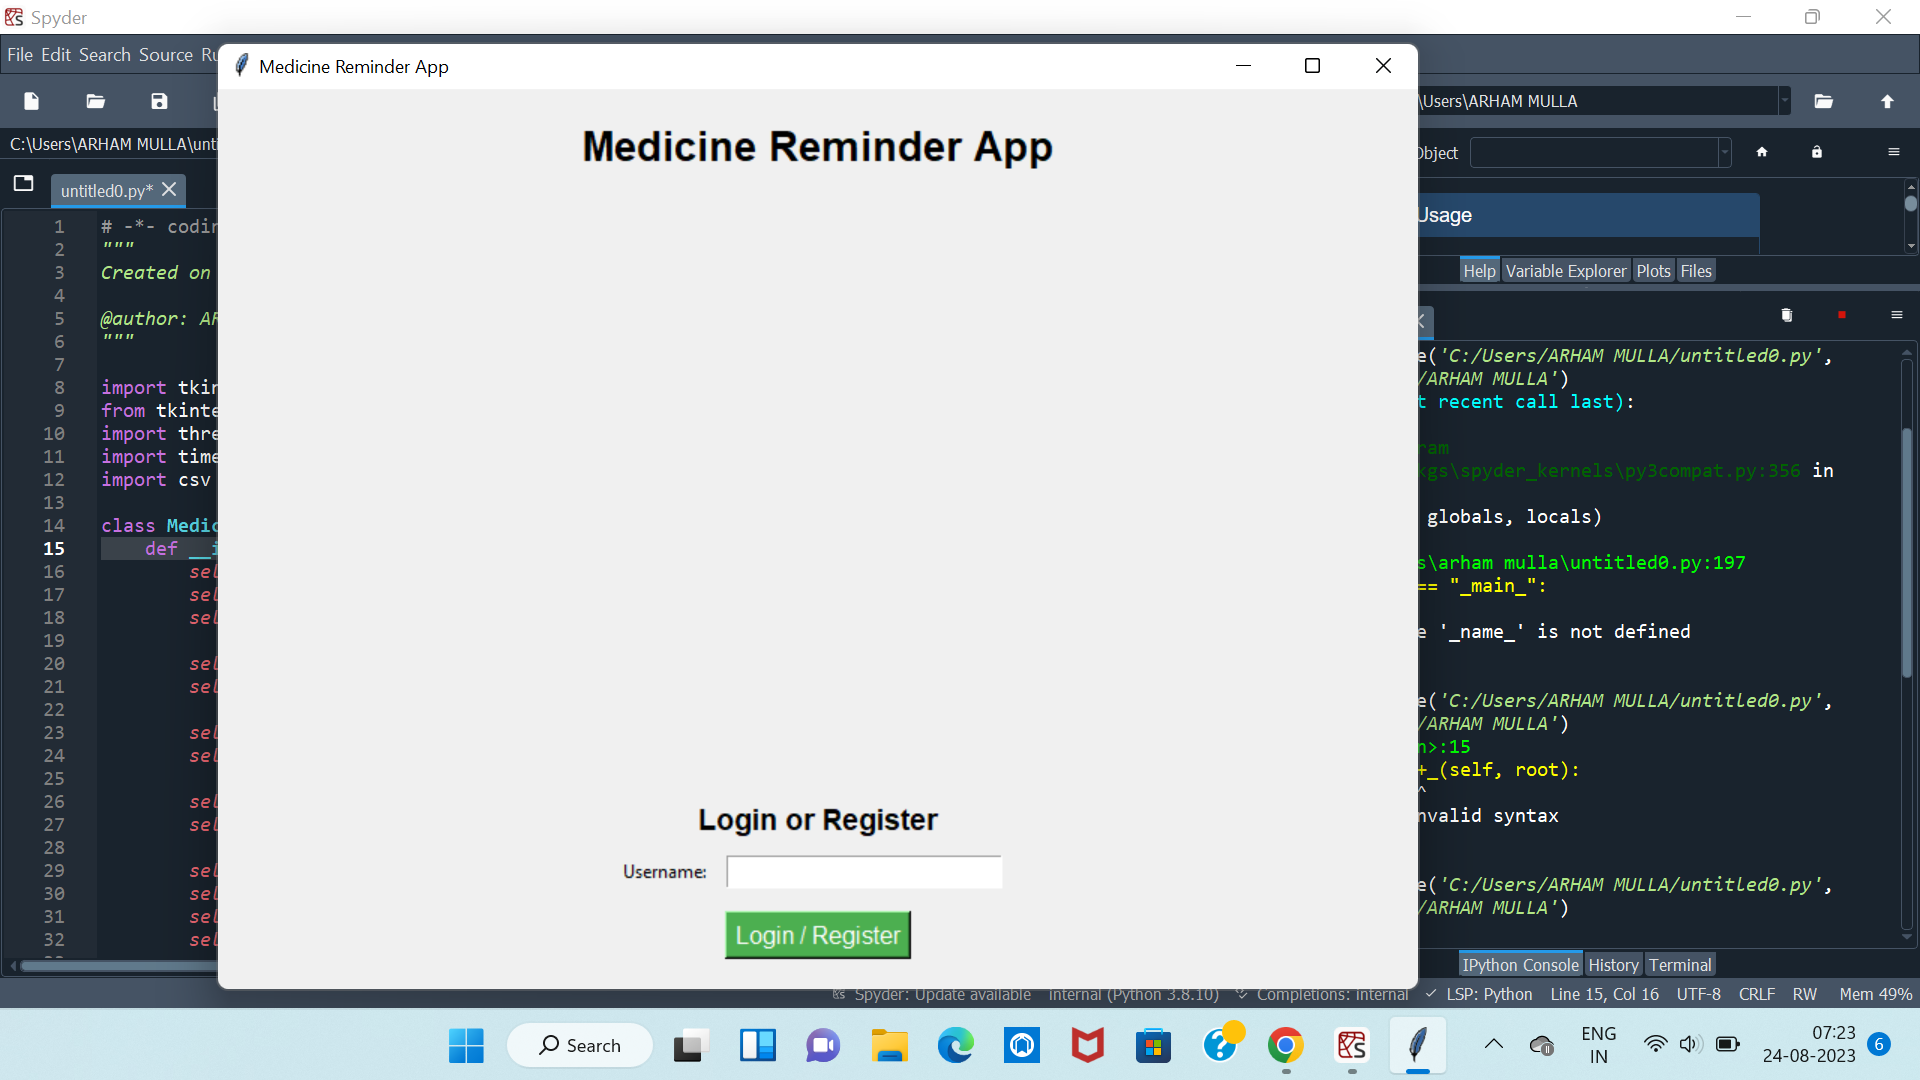 Spyder
File Edit Search Source Ru
Medicine Reminder App
\Users\ARHAM MULLA
C:\Users\ARHAM MULLA\unti
Object
untitled0.py*
Usage
Help Variable Explorer Plots Files
Medicine Reminder App
1 # -*- codin
2 """
3 Created on
4
5 @author: AR
6 """
7
8 import tkin
9 from tkinte
10 import thre
11 import time
12 import csv
13
14 class Medic
15 def __i
16 sel
17 sel
18 sel
19
20 sel
21 sel
22
23 sel
24 sel
25
26 sel
27 sel
28
29 sel
30 sel
31 sel
32 sel
Login or Register
Username:
Login / Register
e('C:/Users/ARHAM MULLA/untitled0.py',
/ARHAM MULLA')
t recent call last):
ram
kgs\spyder_kernels\py3compat.py:356 in
globals, locals)
s\arham mulla\untitled0.py:197
== "_main_":
e '_name_' is not defined
e('C:/Users/ARHAM MULLA/untitled0.py',
/ARHAM MULLA')
n>:15
+_(self, root):
^
nvalid syntax
e('C:/Users/ARHAM MULLA/untitled0.py',
/ARHAM MULLA')
IPython Console History Terminal
Spyder: Update available internal (Python 3.8.10) Completions: internal LSP: Python Line 15, Col 16 UTF-8 CRLF RW Mem 49%
Search
ENG
IN
07:23
24-08-2023
6